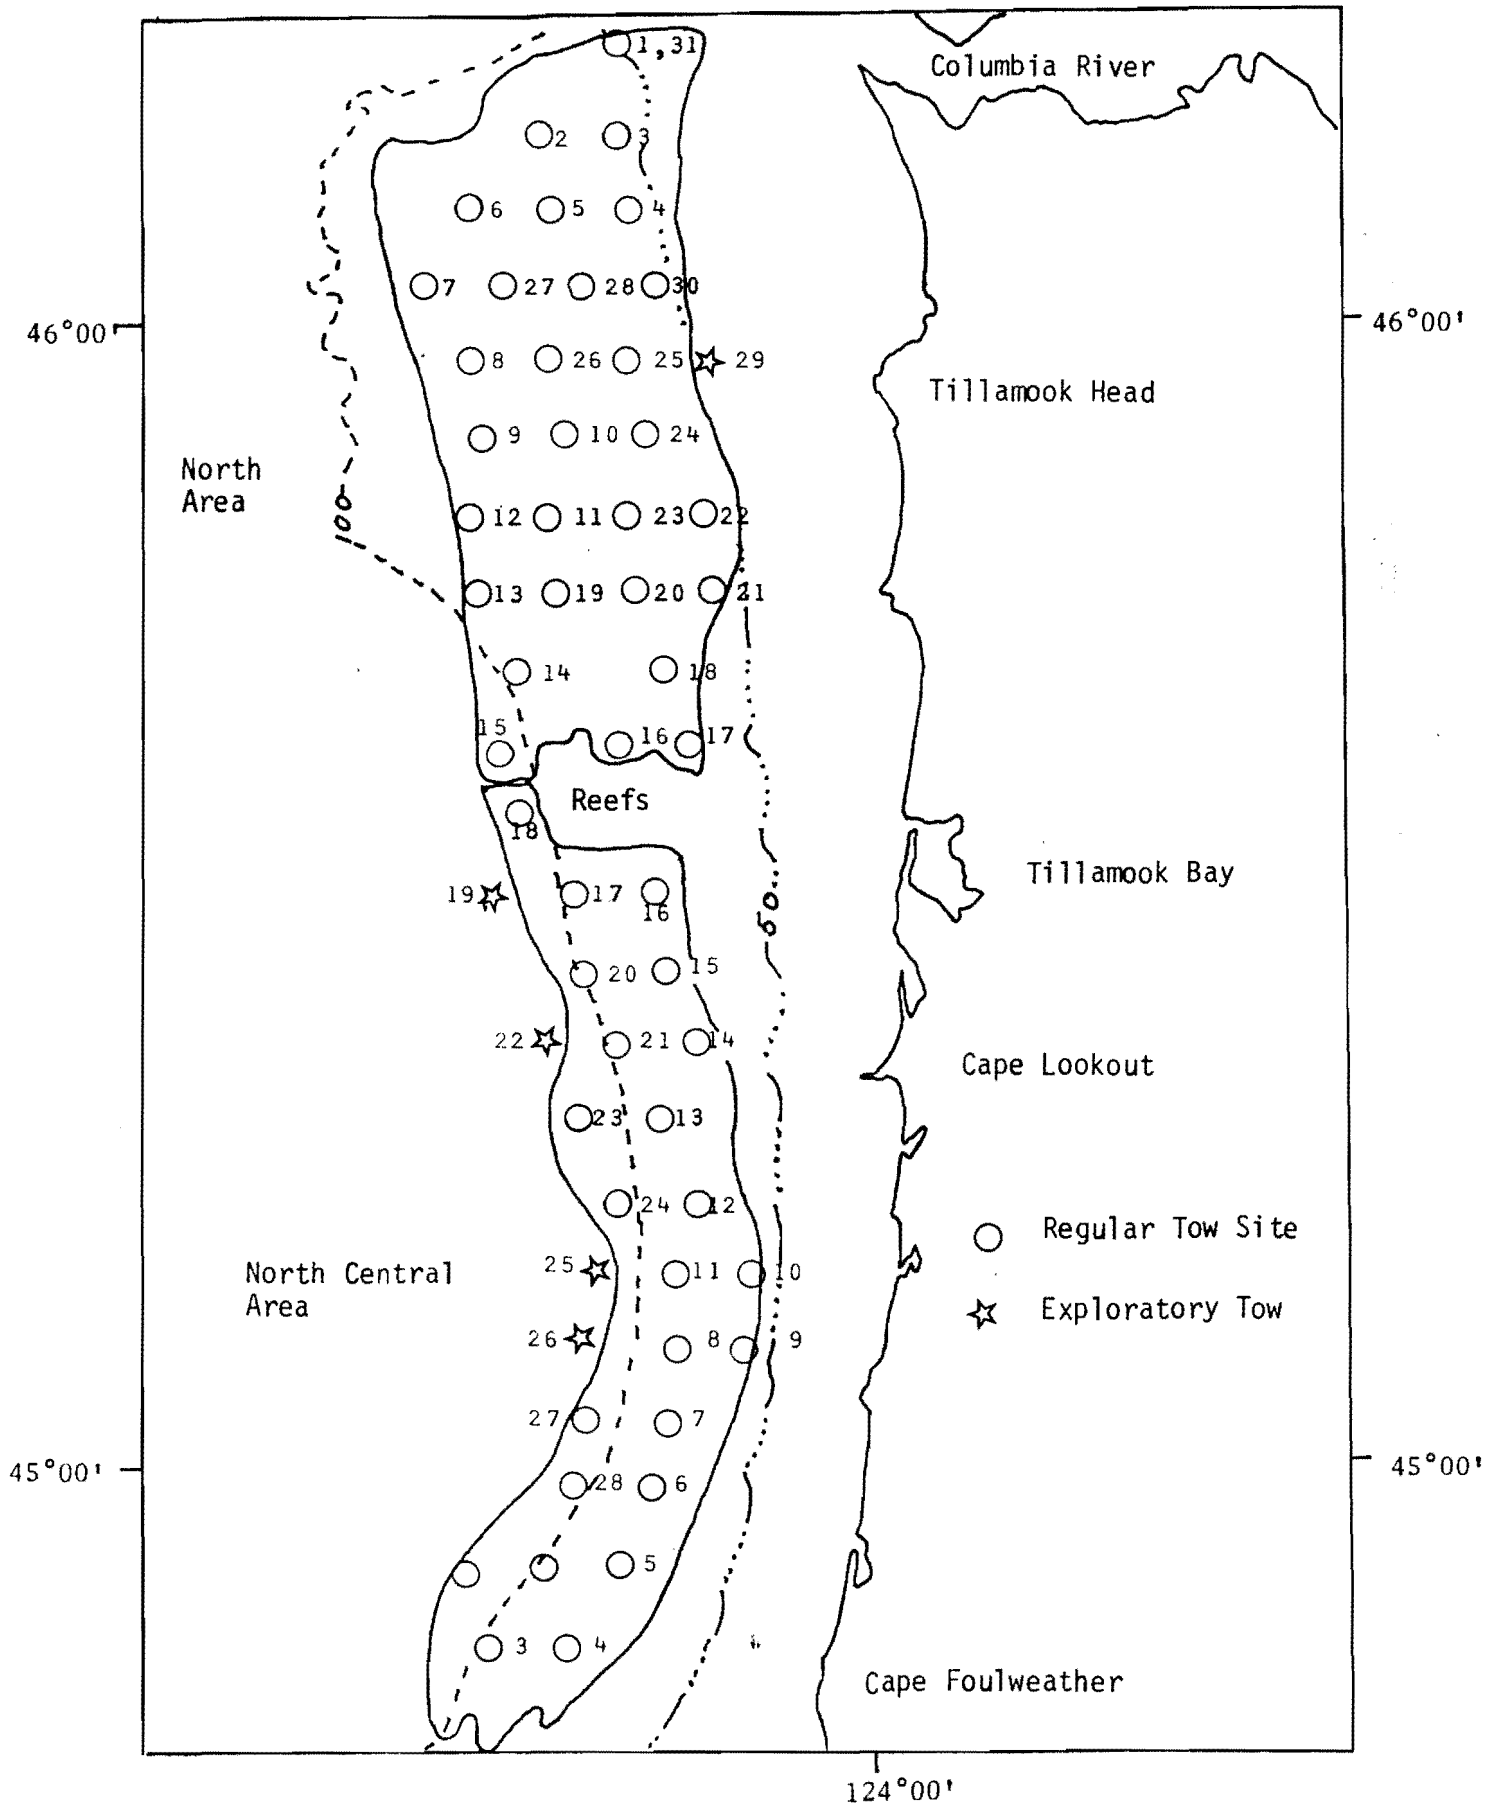 1,31
Columbia River
2 3
6 5 4
7 27 28 30
46°00' 46°00'
8 26 25 29
Tillamook Head
9 10 24
North
Area
100
12 11 23 22
13 19 20 21
14 18
15
16 17
Reefs
18
19 17 16
Tillamook Bay
50
20 15
22 21 14
Cape Lookout
23 13
24 12
Regular Tow Site
25 11 10
North Central
Area
Exploratory Tow
26 8 9
27 7
45°00' 45°00'
28 6
5
3 4
Cape Foulweather
124°00'